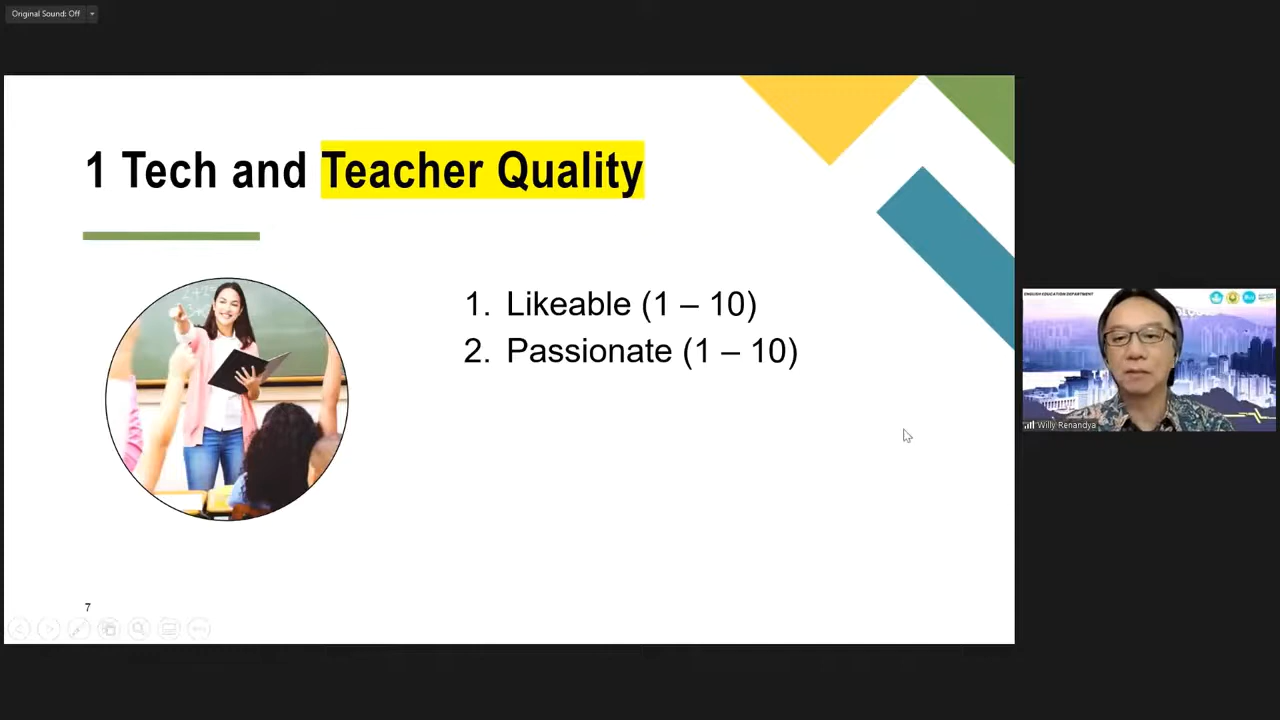 Original Sound: Off
1 Tech and Teacher Quality
1. Likeable (1 – 10)
2. Passionate (1 – 10)
7
ENGLISH EDUCATION DEPARTMENT
Willy Renandya